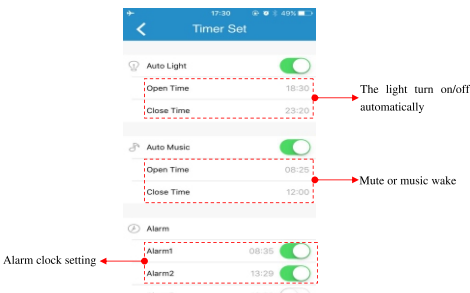 17:30 49%
Timer Set
Auto Light
Open Time 18:30
Close Time 23:20
The light turn on/off
automatically
Auto Music
Open Time 08:25
Close Time 12:00
Mute or music wake
Alarm
Alarm1 08:35
Alarm2 13:29
Alarm clock setting